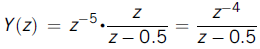 Y(z) = z⁻⁵ · z / (z − 0.5) = z⁻⁴ / (z − 0.5)